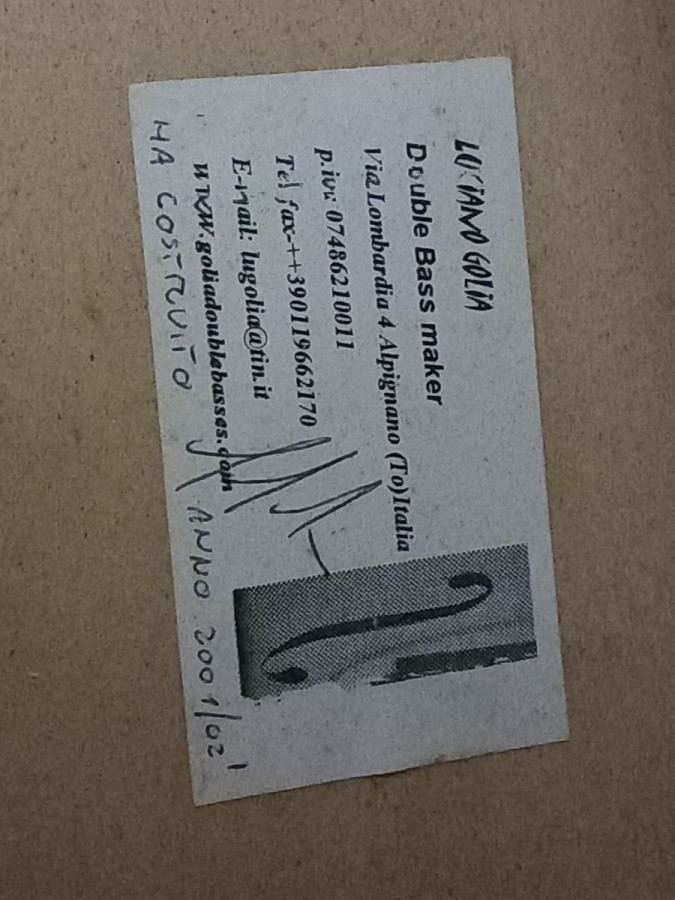 LUCIANO GOLIA
Double Bass maker
Via Lombardia 4 Alpignano (To) Italia
p.iva 07486210011
Tel fax-++390119662170
E-mail: lugolia@tin.it
www.goliadoublebasses.com
HA COSTRUITO ANNO 2001/02'